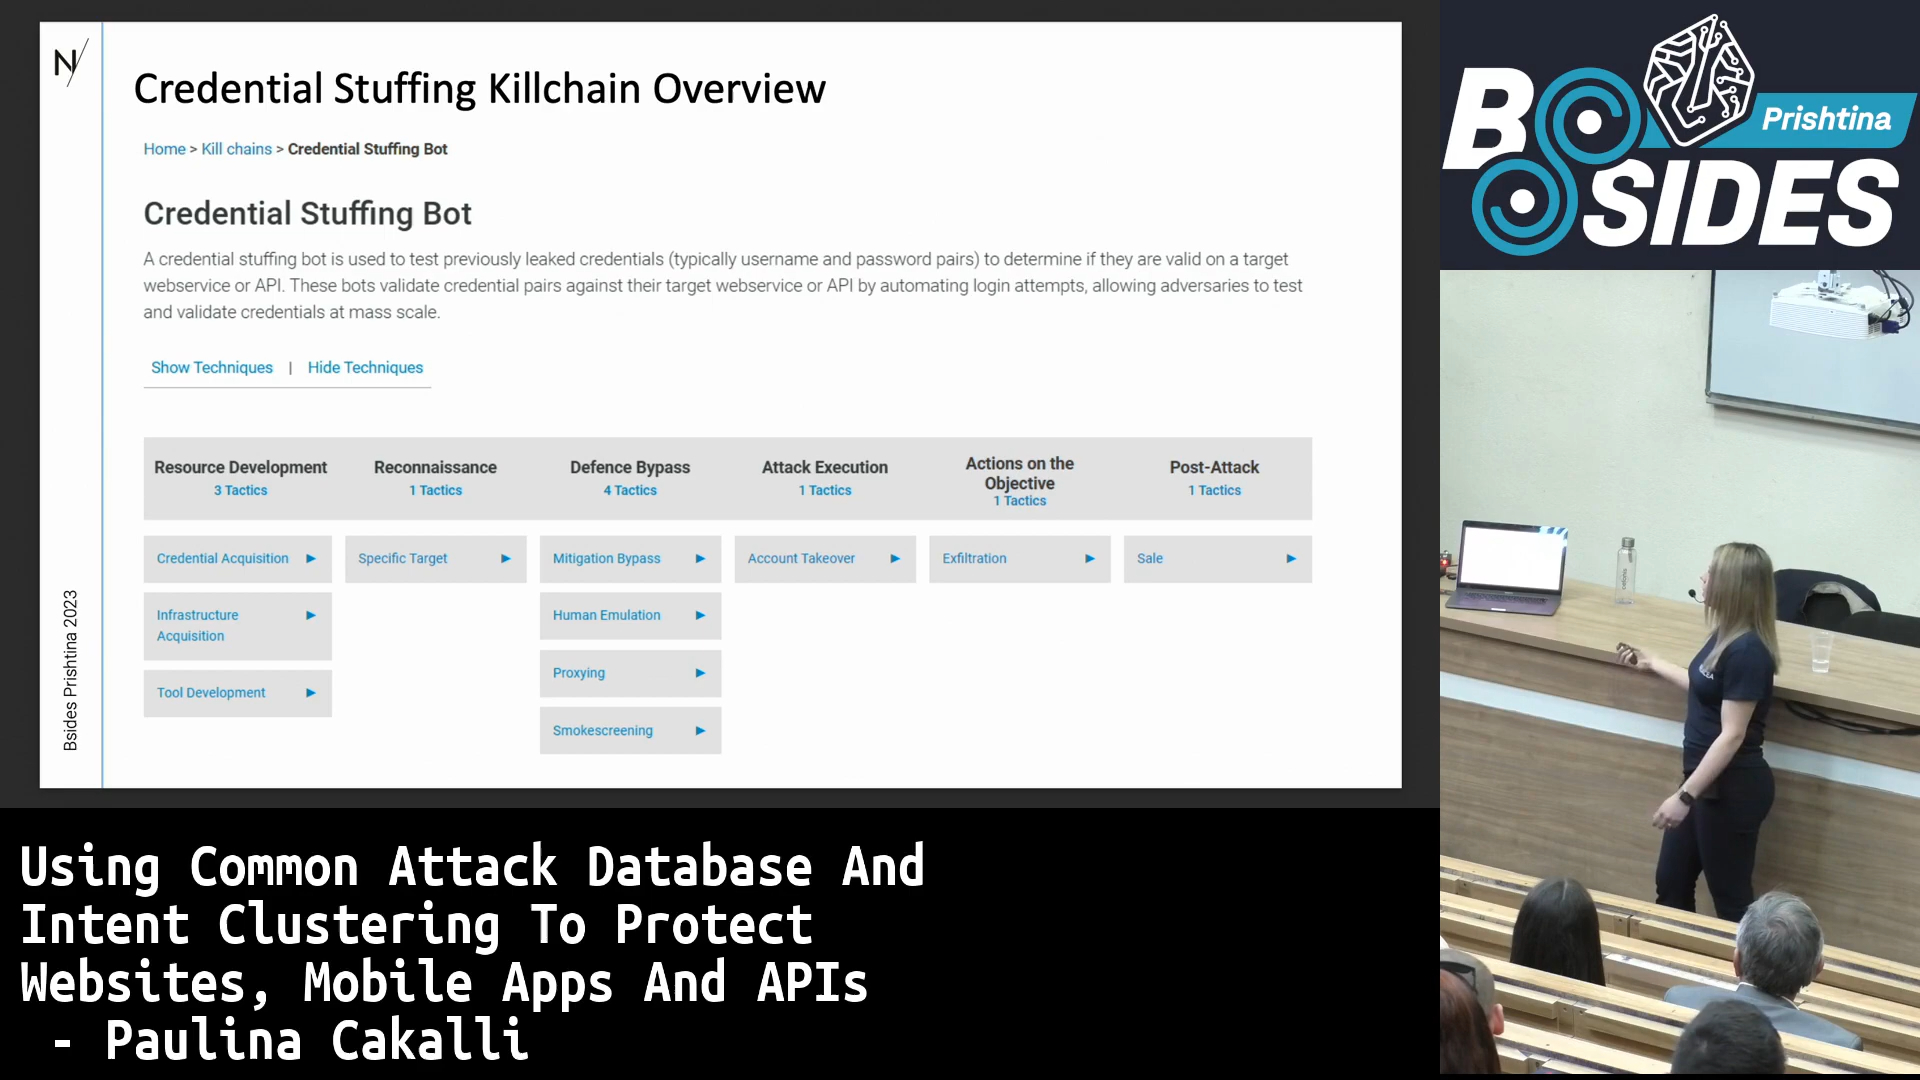 N
Credential Stuffing Killchain Overview
Home > Kill chains > Credential Stuffing Bot
Credential Stuffing Bot
A credential stuffing bot is used to test previously leaked credentials (typically username and password pairs) to determine if they are valid on a target
webservice or API. These bots validate credential pairs against their target webservice or API by automating login attempts, allowing adversaries to test
and validate credentials at mass scale.
Show Techniques | Hide Techniques
Resource Development
3 Tactics
Reconnaissance
1 Tactics
Defence Bypass
4 Tactics
Attack Execution
1 Tactics
Actions on the
Objective
1 Tactics
Post-Attack
1 Tactics
Credential Acquisition
Infrastructure
Acquisition
Tool Development
Specific Target
Mitigation Bypass
Human Emulation
Proxying
Smokescreening
Account Takeover
Exfiltration
Sale
Bsides Prishtina 2023
BSIDES
Prishtina
Using Common Attack Database And
Intent Clustering To Protect
Websites, Mobile Apps And APIs
- Paulina Cakalli